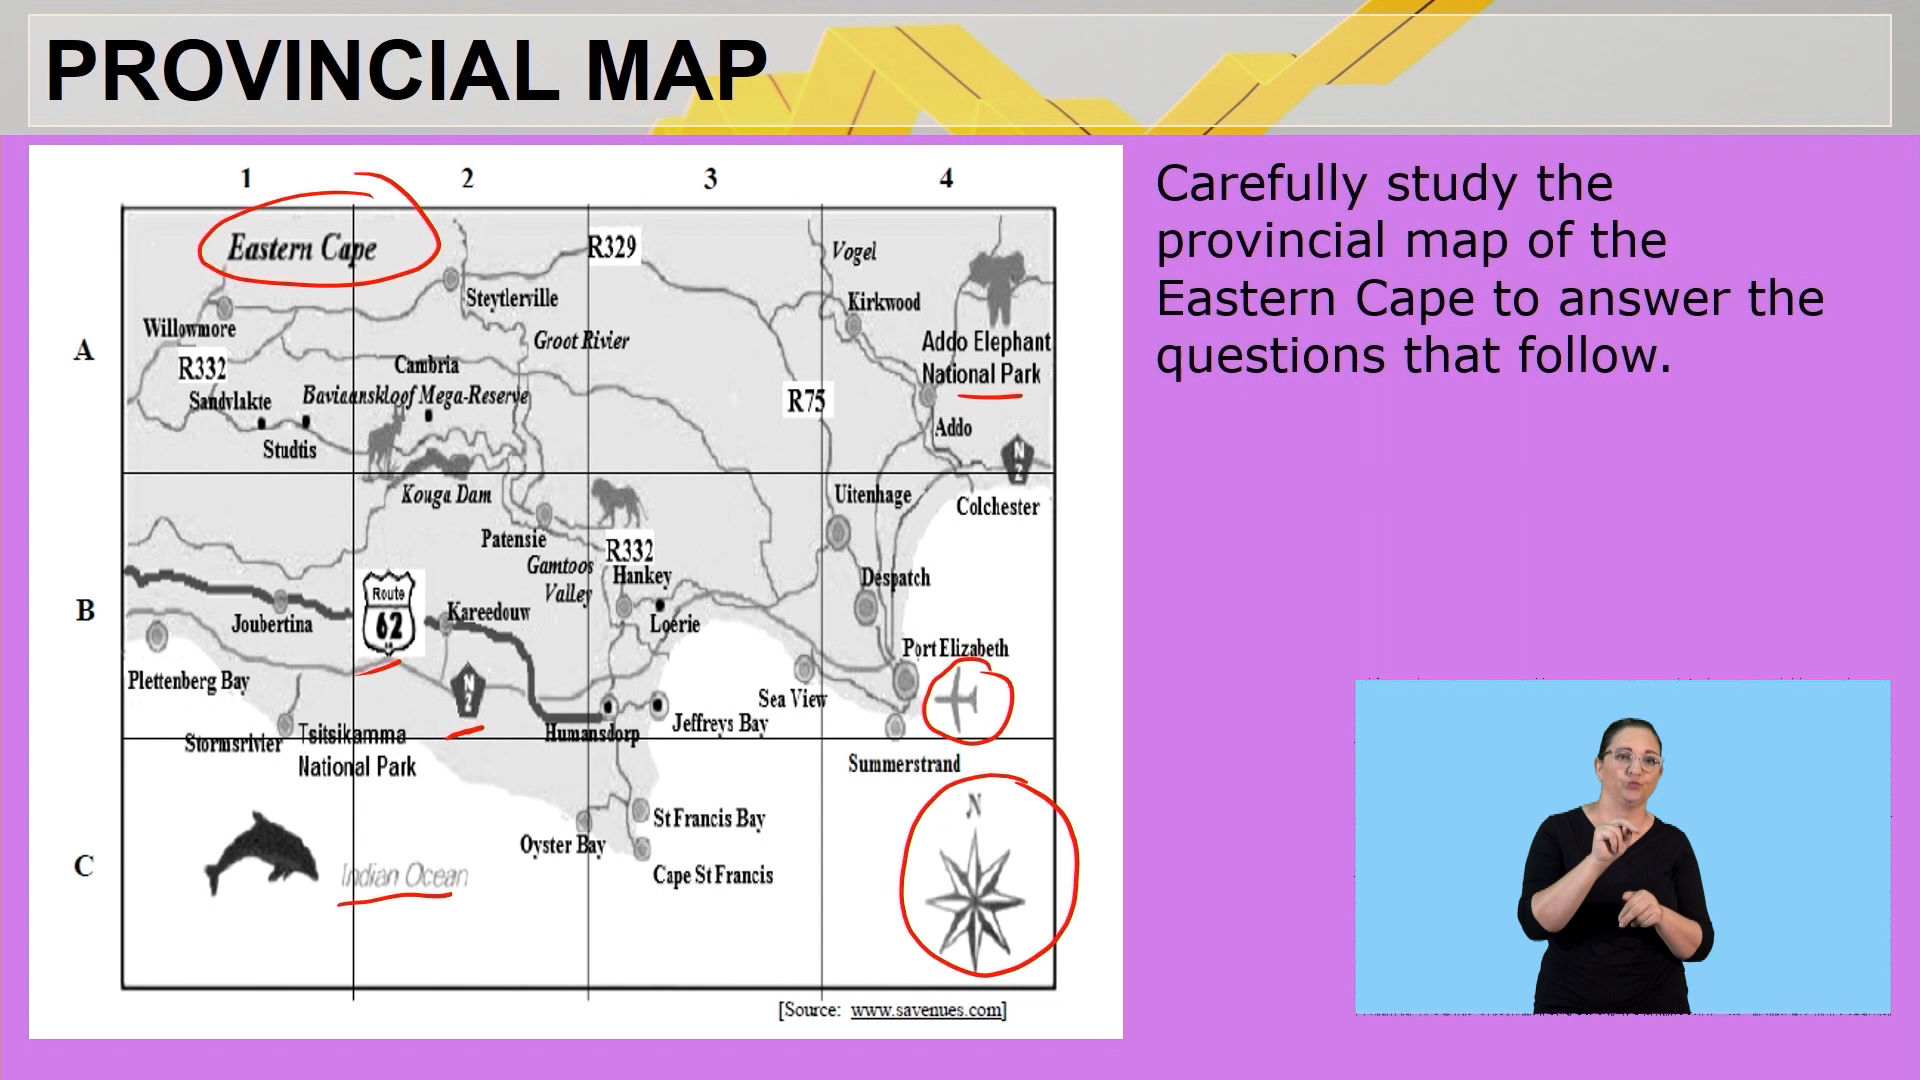 PROVINCIAL MAP
1 2 3 4
Eastern Cape
R329
Vogel
Steytlerville
Kirkwood
Willowmore
Groot Rivier
Addo Elephant
National Park
A
R332
Cambria
Baviaanskloof Mega-Reserve
R75
Sandvlakte
Addo
Studtis
N
2
Kouga Dam
Uitenhage
Colchester
Patensie
R332
Gamtoos
Valley
Hankey
Despatch
Route
62
B
Joubertina
Kareedouw
Loerie
Port Elizabeth
Plettenberg Bay
N
2
Sea View
Jeffreys Bay
Humansdorp
Stormsrivier
Tsitsikamma
National Park
Summerstrand
N
St Francis Bay
Oyster Bay
C
Indian Ocean
Cape St Francis
[Source: www.savenues.com]
Carefully study the
provincial map of the
Eastern Cape to answer the
questions that follow.